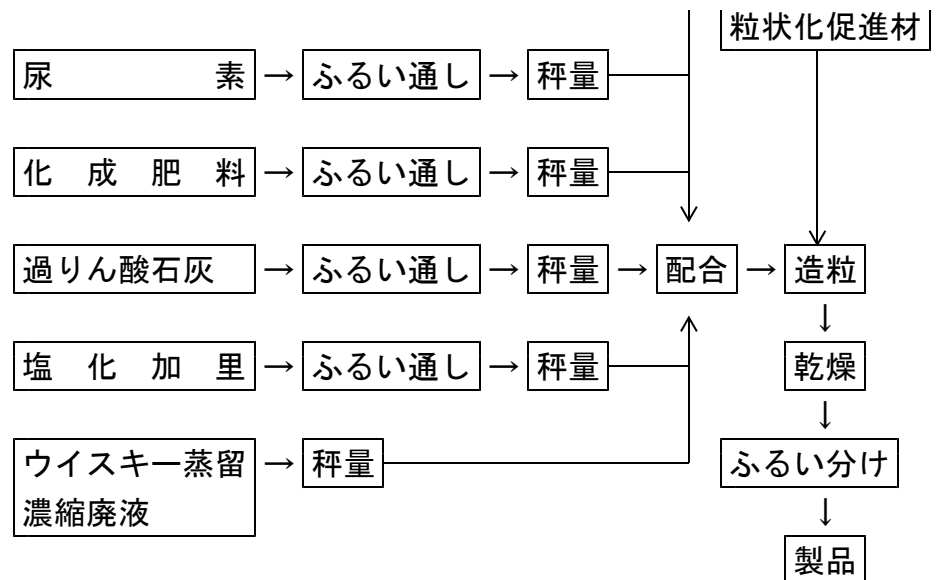 粒状化促進材
尿　　　素 → ふるい通し → 秤量
化　成　肥　料 → ふるい通し → 秤量
過りん酸石灰 → ふるい通し → 秤量 → 配合 → 造粒
↓
塩　化　加　里 → ふるい通し → 秤量 乾燥
↓
ウイスキー蒸留 → 秤量 ふるい分け
濃縮廃液 ↓
製品